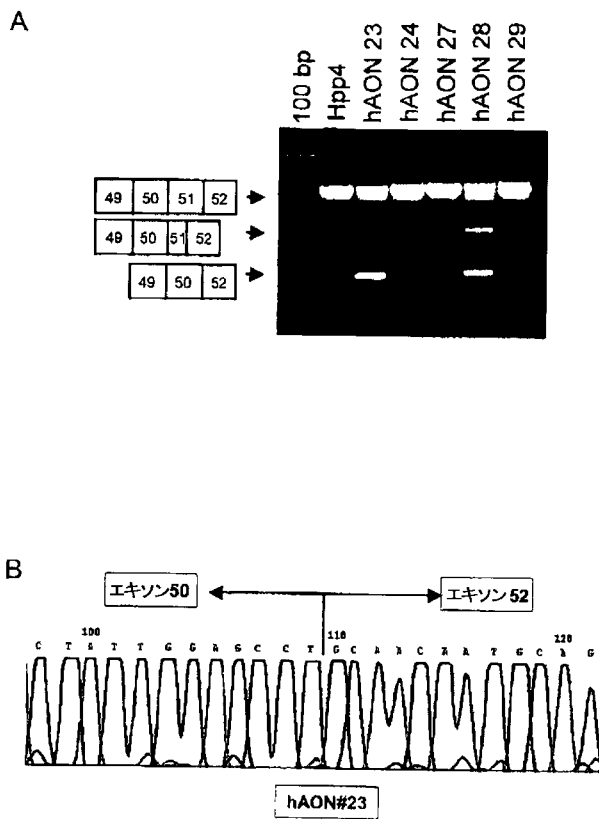 A
100 bp
Hpp4
hAON 23
hAON 24
hAON 27
hAON 28
hAON 29
49 50 51 52
49 50 51 52
49 50 52
B
エキソン50
エキソン52
100 110 120
C T A T T G G A G C C T G C A A C A A T G C A G
hAON#23